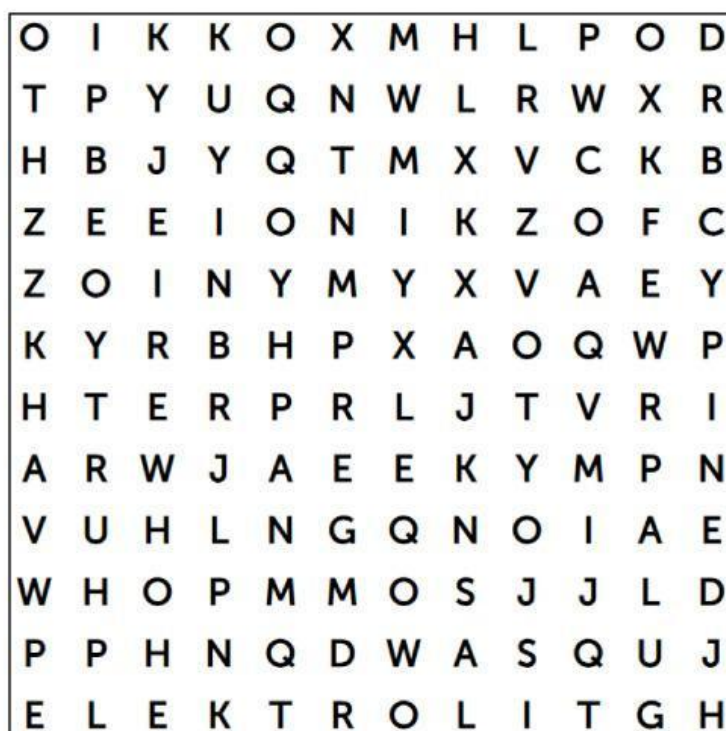 O I K K O X M H L P O D
T P Y U Q N W L R W X R
H B J Y Q T M X V C K B
Z E E I O N I K Z O F C
Z O I N Y M Y X V A E Y
K Y R B H P X A O Q W P
H T E R P R L J T V R I
A R W J A E E K Y M P N
V U H L N G Q N O I A E
W H O P M M O S J J L D
P P H N Q D W A S Q U J
E L E K T R O L I T G H